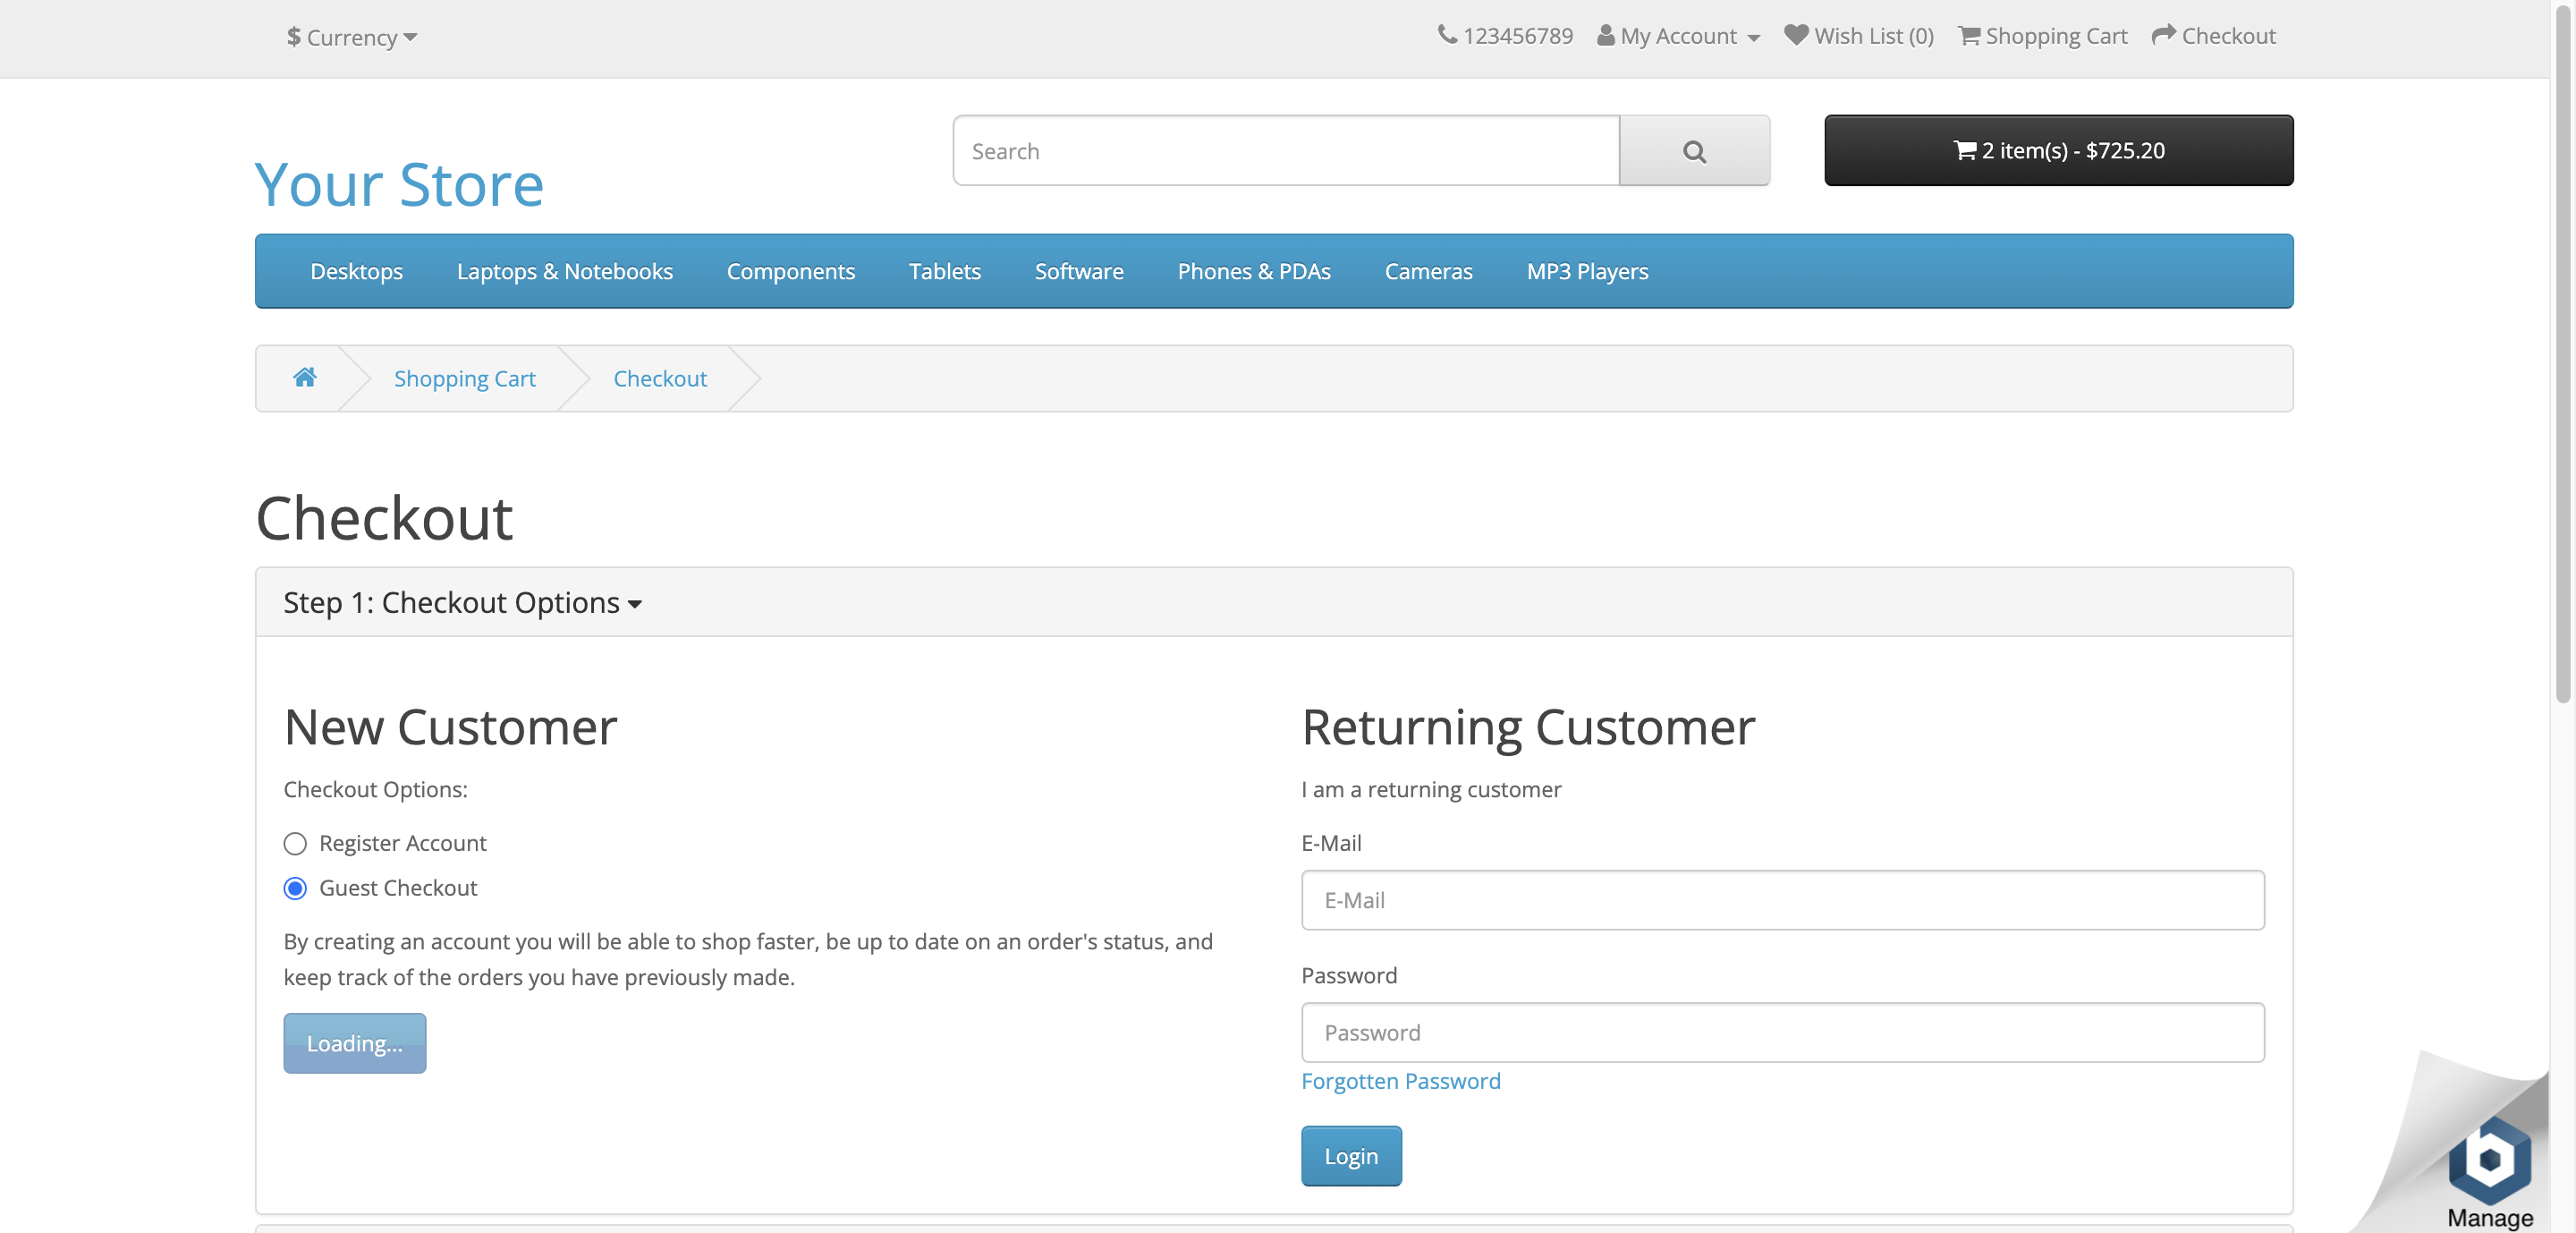 $ Currency
123456789 My Account Wish List (0) Shopping Cart Checkout
Your Store
Search
2 item(s) - $725.20
Desktops Laptops & Notebooks Components Tablets Software Phones & PDAs Cameras MP3 Players
Shopping Cart Checkout
Checkout
Step 1: Checkout Options
New Customer
Checkout Options:
Register Account
Guest Checkout
By creating an account you will be able to shop faster, be up to date on an order's status, and
keep track of the orders you have previously made.
Loading...
Returning Customer
I am a returning customer
E-Mail
E-Mail
Password
Password
Forgotten Password
Login
b
Manage